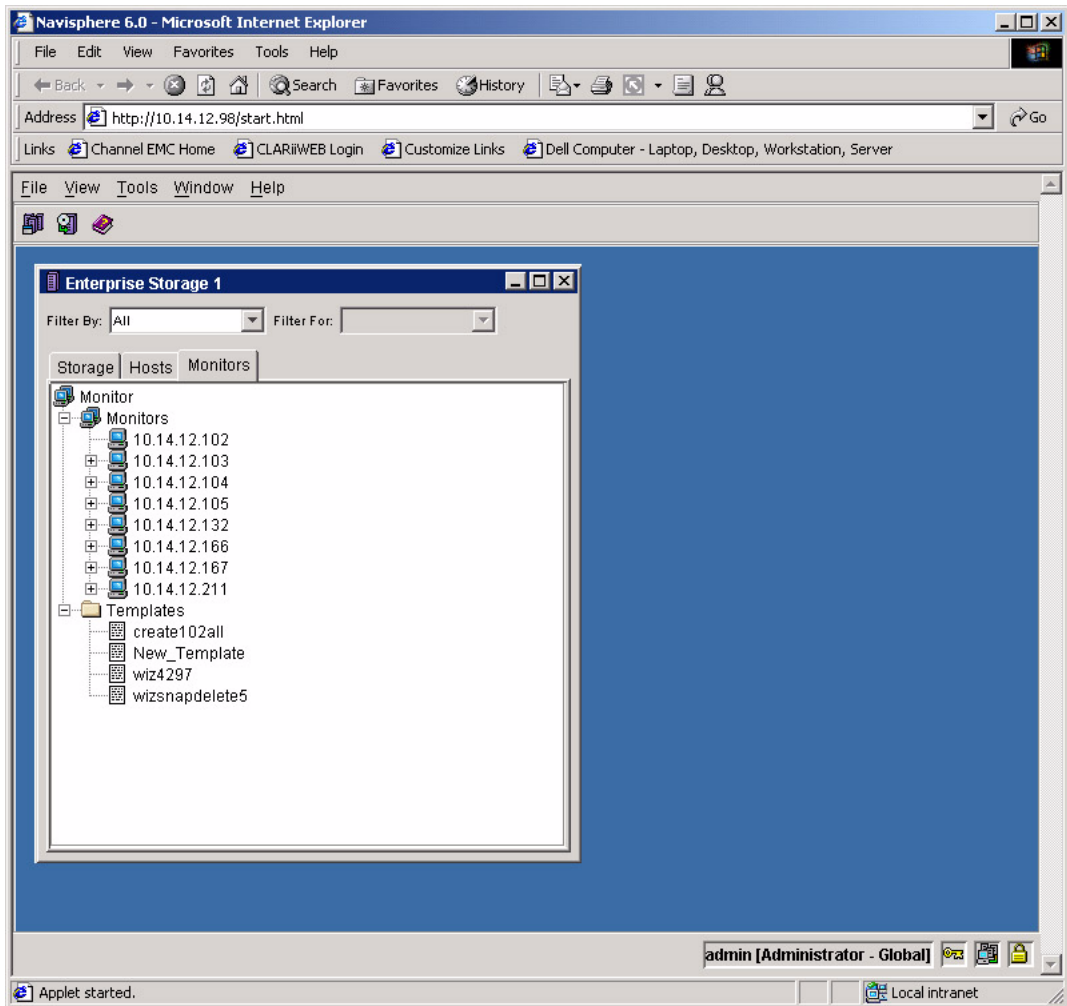 Navisphere 6.0 - Microsoft Internet Explorer
File Edit View Favorites Tools Help
Back Search Favorites History
Address http://10.14.12.98/start.html Go
Links Channel EMC Home CLARiiWEB Login Customize Links Dell Computer - Laptop, Desktop, Workstation, Server
File View Tools Window Help
Enterprise Storage 1
Filter By: All Filter For:
Storage Hosts Monitors
Monitor
Monitors
10.14.12.102
10.14.12.103
10.14.12.104
10.14.12.105
10.14.12.132
10.14.12.166
10.14.12.167
10.14.12.211
Templates
create102all
New_Template
wiz4297
wizsnapdelete5
admin [Administrator - Global]
Applet started. Local intranet